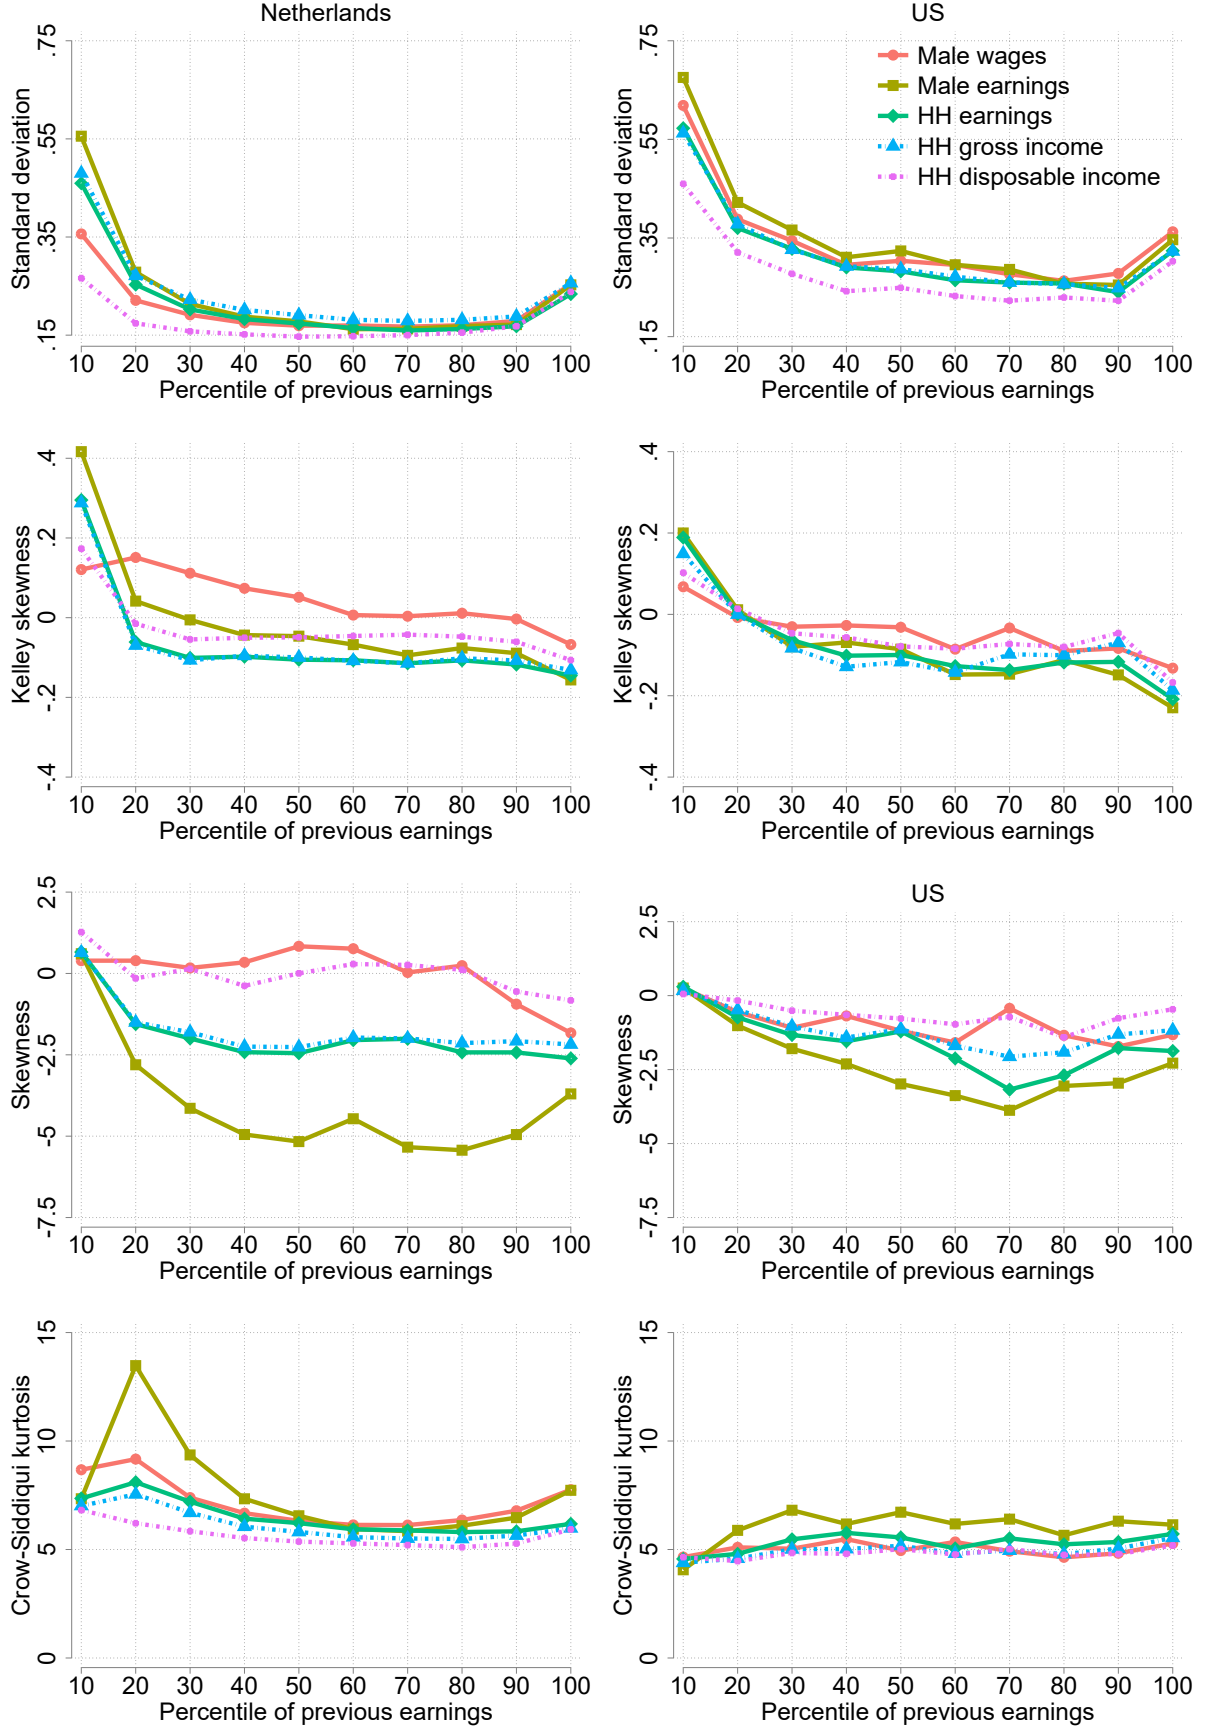 Netherlands
.75
.55
.35
.15
Standard deviation
10 20 30 40 50 60 70 80 90 100
Percentile of previous earnings
US
.75
.55
.35
.15
Standard deviation
Male wages
Male earnings
HH earnings
HH gross income
HH disposable income
10 20 30 40 50 60 70 80 90 100
Percentile of previous earnings
.4
.2
0
-.2
-.4
Kelley skewness
10 20 30 40 50 60 70 80 90 100
Percentile of previous earnings
.4
.2
0
-.2
-.4
Kelley skewness
10 20 30 40 50 60 70 80 90 100
Percentile of previous earnings
2.5
0
-2.5
-5
-7.5
Skewness
10 20 30 40 50 60 70 80 90 100
Percentile of previous earnings
US
2.5
0
-2.5
-5
-7.5
Skewness
10 20 30 40 50 60 70 80 90 100
Percentile of previous earnings
15
10
5
0
Crow-Siddiqui kurtosis
10 20 30 40 50 60 70 80 90 100
Percentile of previous earnings
15
10
5
0
Crow-Siddiqui kurtosis
10 20 30 40 50 60 70 80 90 100
Percentile of previous earnings